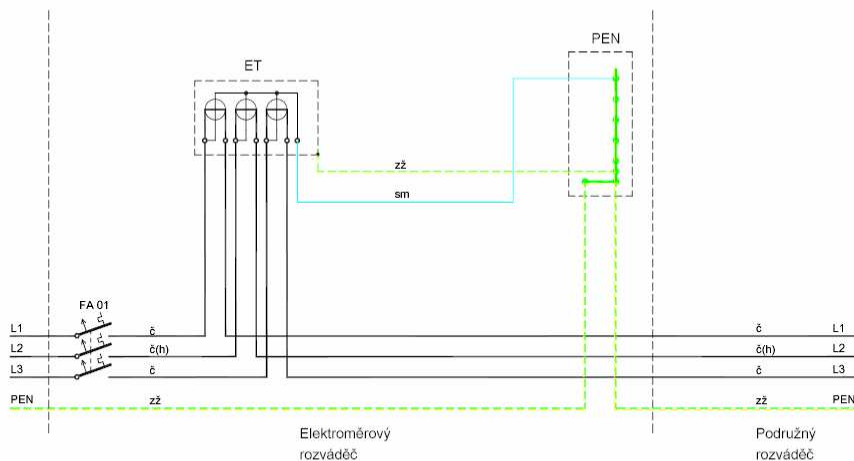 PEN
ET
zž
sm
FA 01
L1 č č L1
L2 č(h) č(h) L2
L3 č č L3
PEN zž zž PEN
Elektroměrový
rozváděč
Podružný
rozváděč